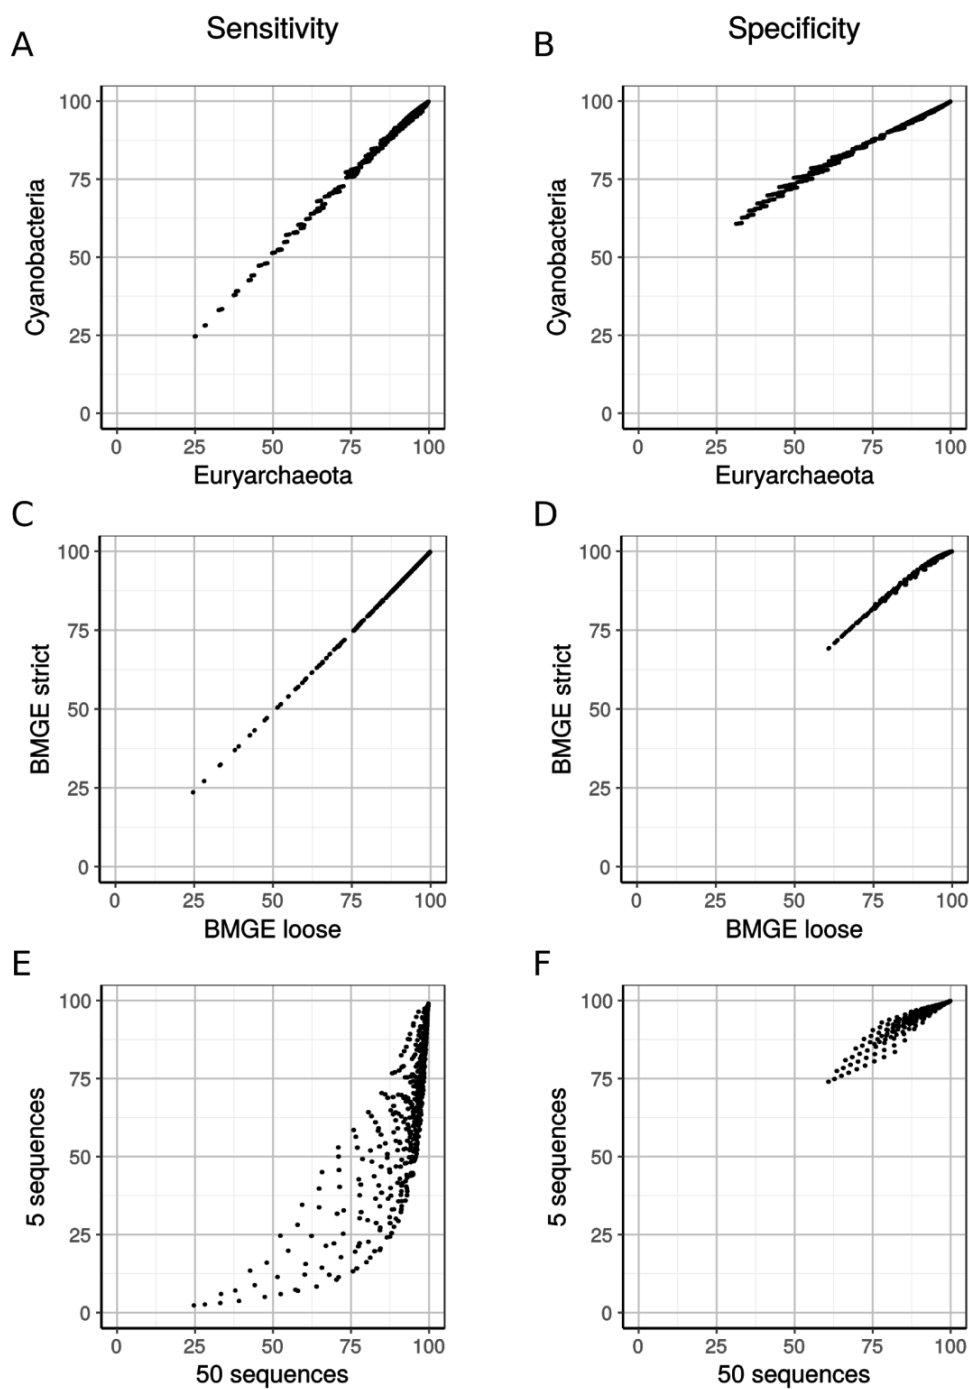 Sensitivity
Specificity
A
B
100
75
50
25
0
Cyanobacteria
0 25 50 75 100
Euryarchaeota
100
75
50
25
0
Cyanobacteria
0 25 50 75 100
Euryarchaeota
C
D
100
75
50
25
0
BMGE strict
0 25 50 75 100
BMGE loose
100
75
50
25
0
BMGE strict
0 25 50 75 100
BMGE loose
E
F
100
75
50
25
0
5 sequences
0 25 50 75 100
50 sequences
100
75
50
25
0
5 sequences
0 25 50 75 100
50 sequences